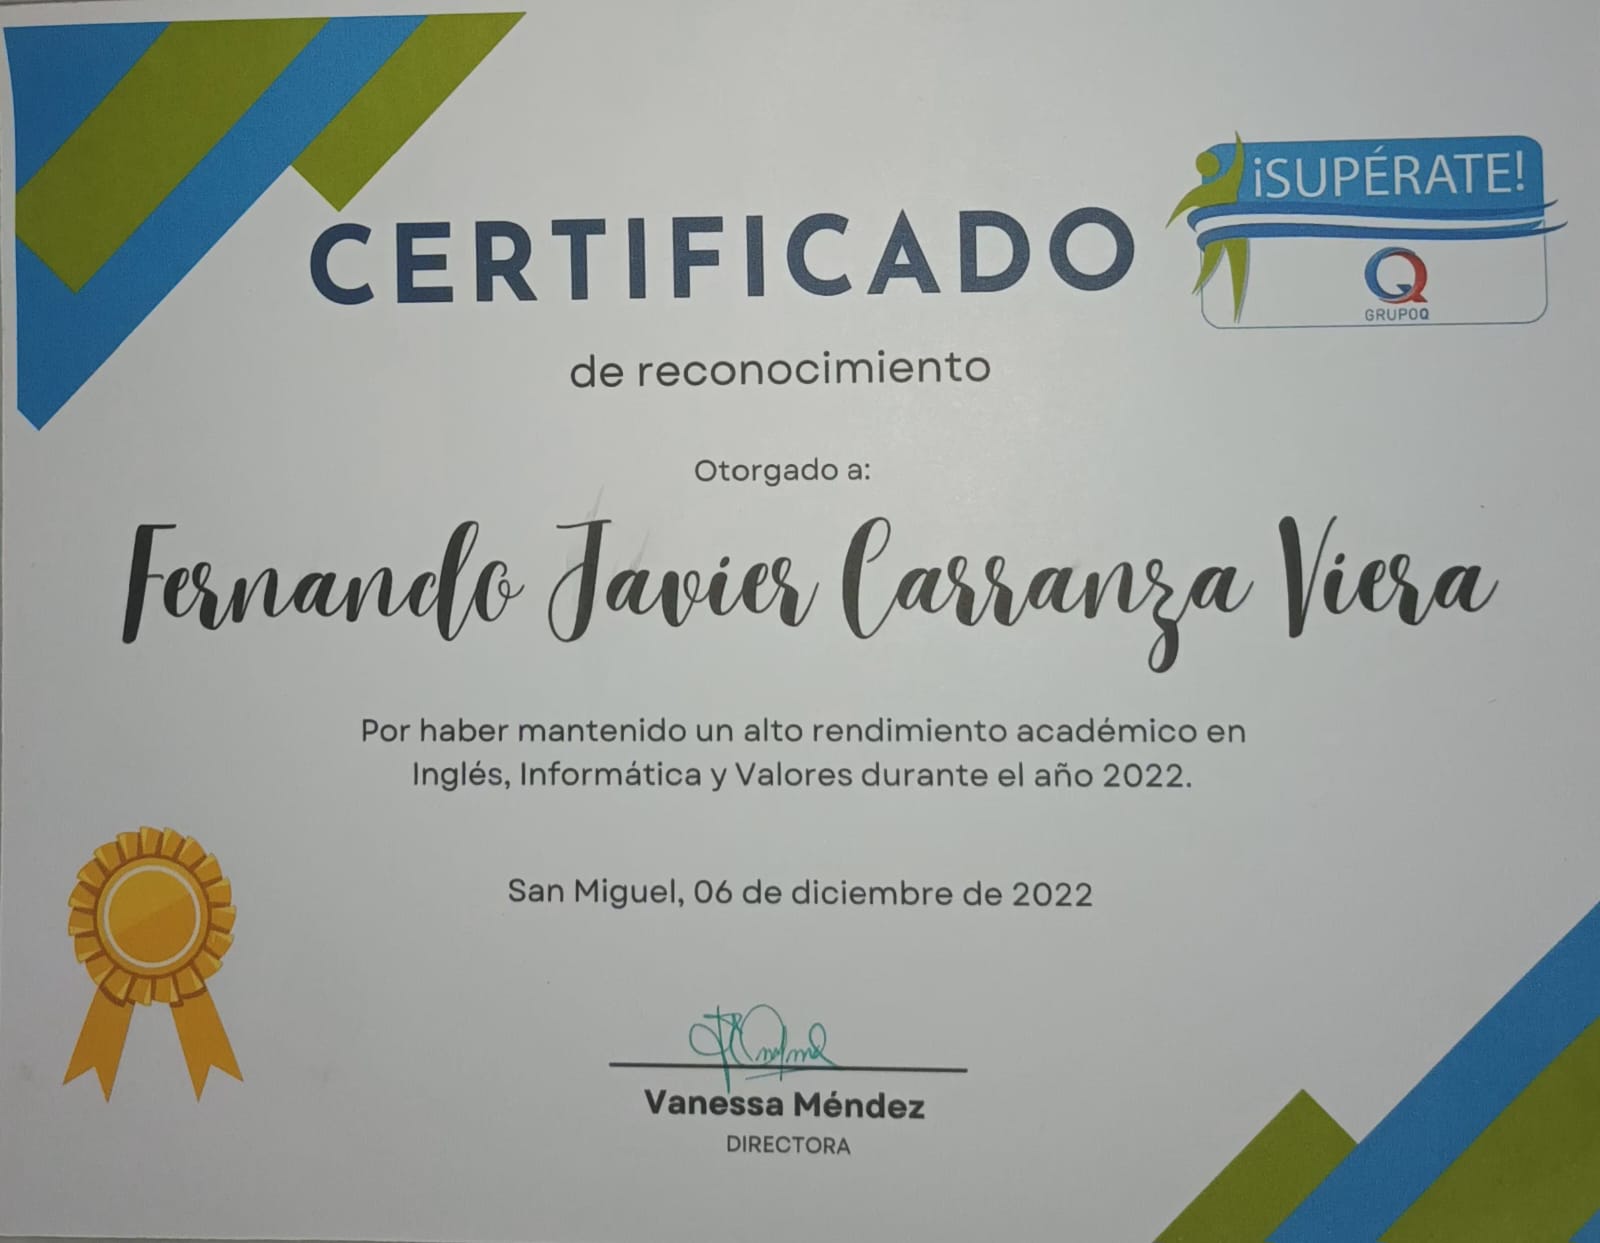 ¡SUPÉRATE!
GRUPOQ
CERTIFICADO
de reconocimiento
Otorgado a:
Fernando Javier Carranza Viera
Por haber mantenido un alto rendimiento académico en
Inglés, Informática y Valores durante el año 2022.
San Miguel, 06 de diciembre de 2022
Vanessa Méndez
DIRECTORA